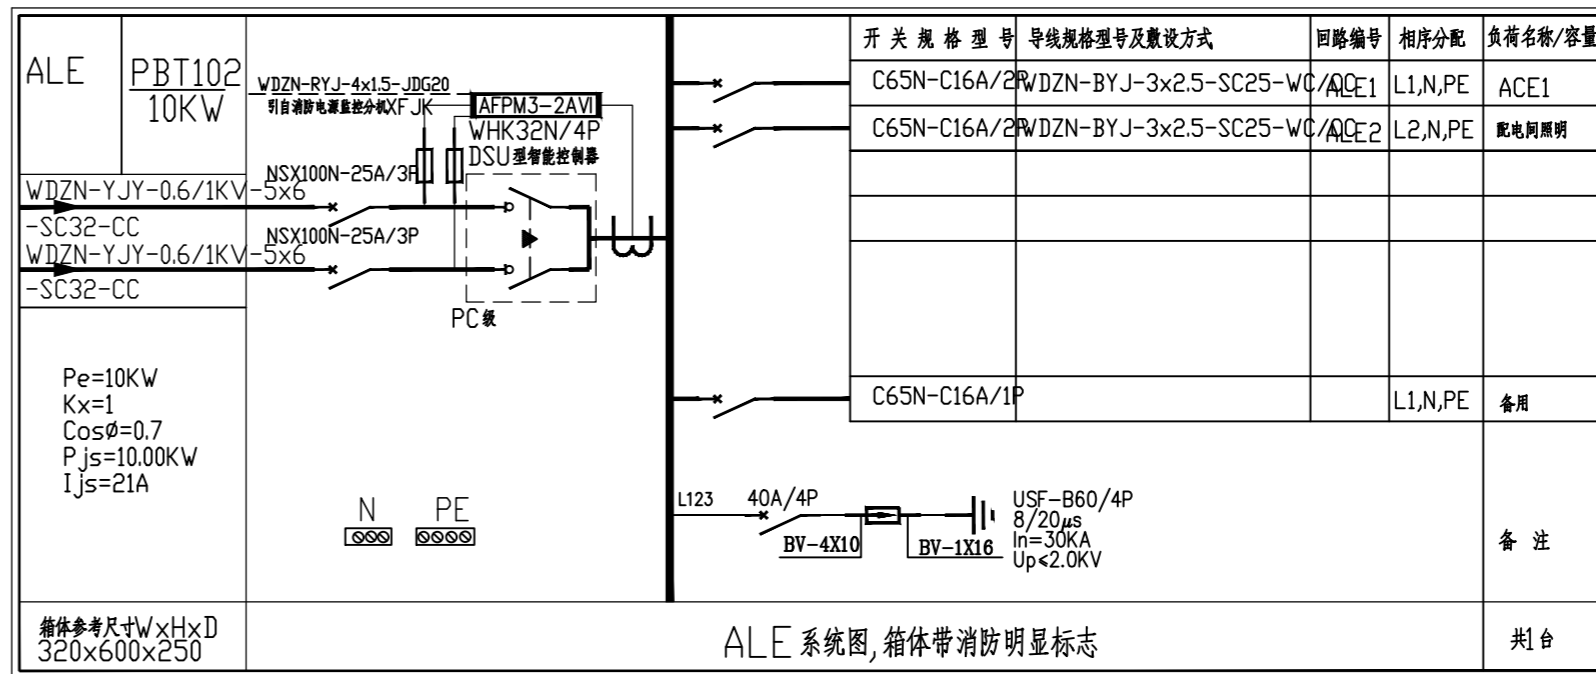 ALE
PBT102
10KW
WDZN-RYJ-4x1.5-JDG20
引自消防电源监控分机XFJK
AFPM3-2AVI
WHK32N/4P
DSU型智能控制器
NSX100N-25A/3P
WDZN-YJY-0.6/1KV-5x6
-SC32-CC
NSX100N-25A/3P
WDZN-YJY-0.6/1KV-5x6
-SC32-CC
PC级
Pe=10KW
Kx=1
CosØ=0.7
Pjs=10.00KW
Ijs=21A
N PE
开关规格型号 导线规格型号及敷设方式 回路编号 相序分配 负荷名称/容量
C65N-C16A/2P WDZN-BYJ-3x2.5-SC25-WC/CC ALE1 L1,N,PE ACE1
C65N-C16A/2P WDZN-BYJ-3x2.5-SC25-WC/CC ALE2 L2,N,PE 配电间照明
C65N-C16A/1P L1,N,PE 备用
L123 40A/4P
BV-4X10
BV-1X16
USF-B60/4P
8/20μs
In=30KA
Up≤2.0KV
备 注
箱体参考尺寸WxHxD
320x600x250
ALE系统图,箱体带消防明显标志
共1台